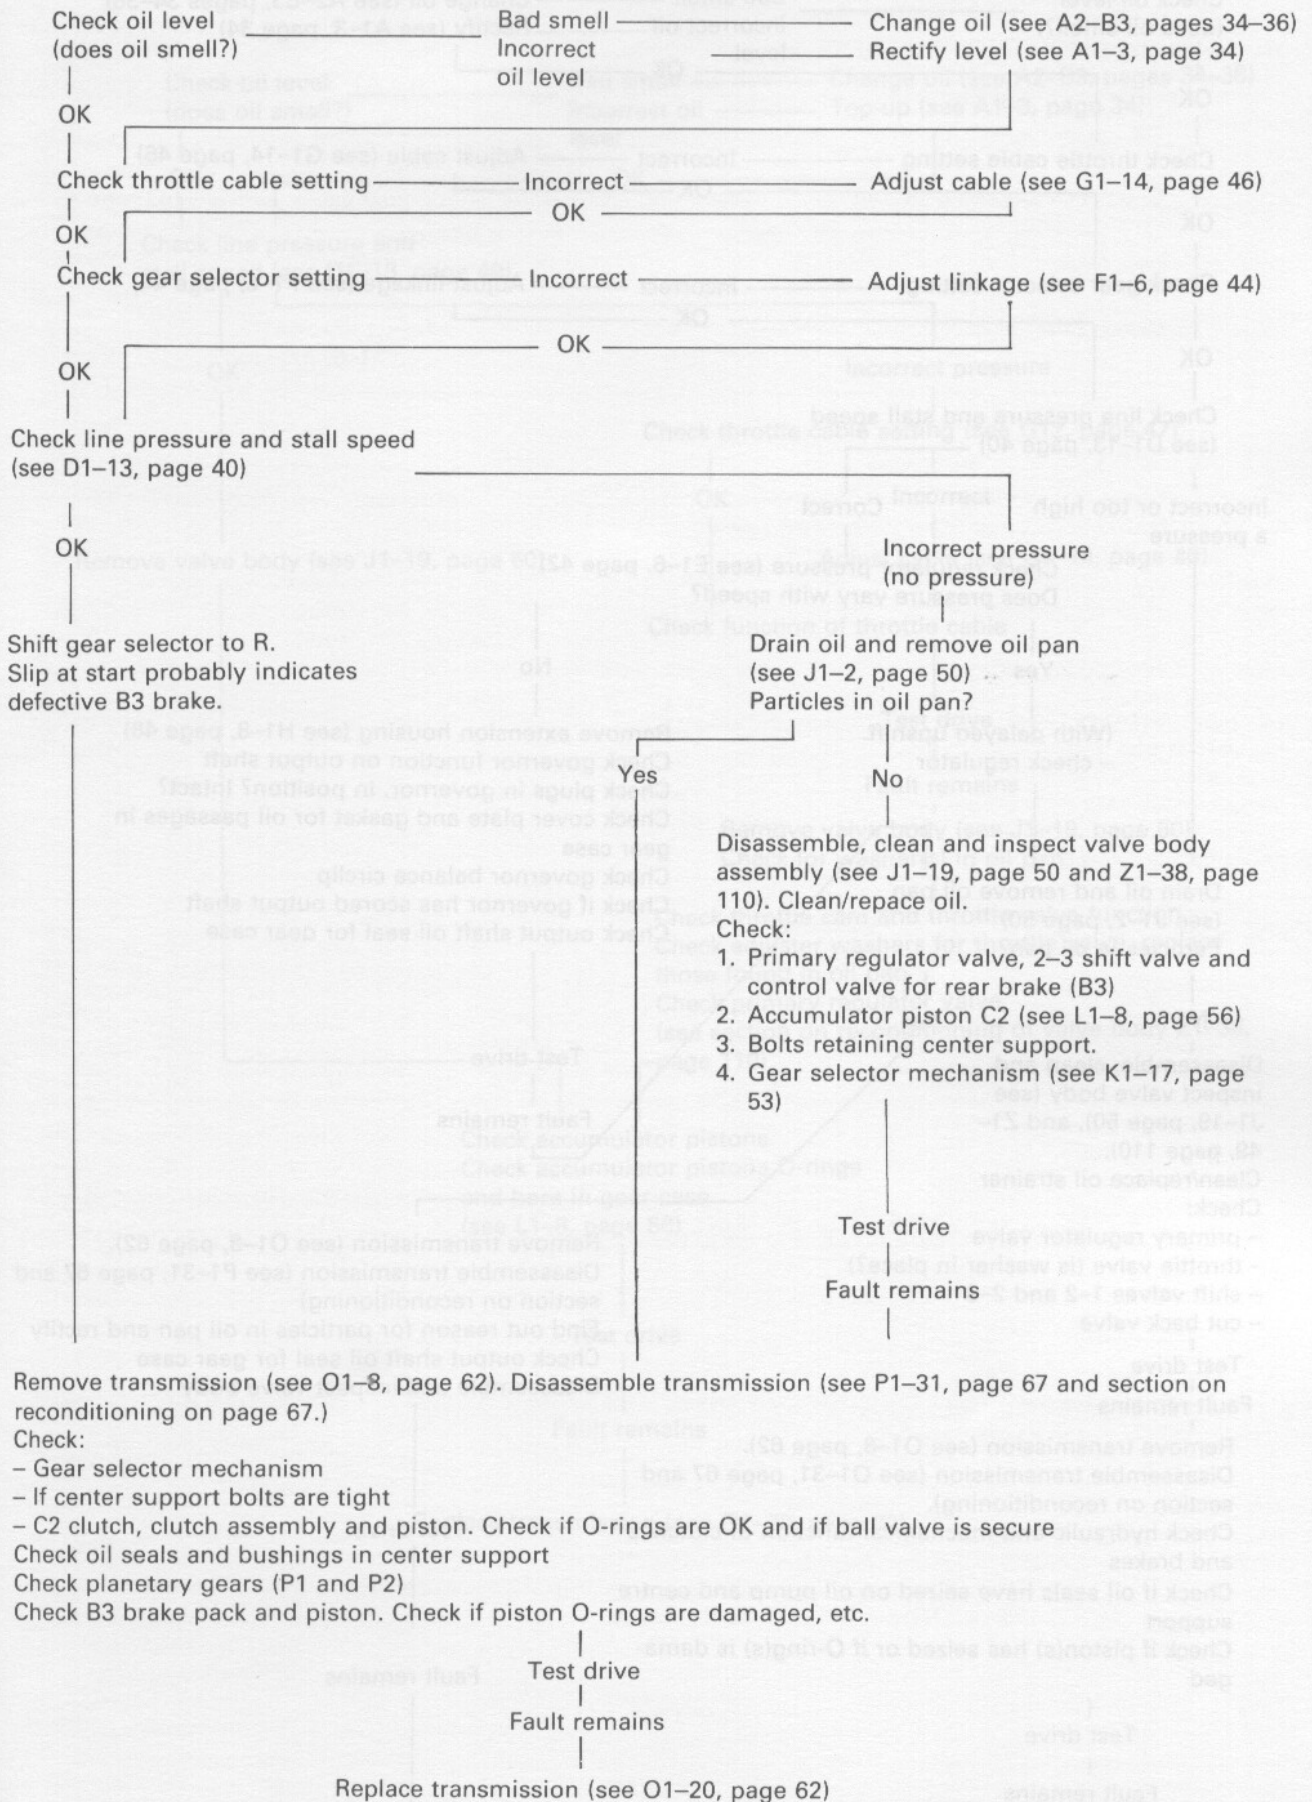 Check oil level
(does oil smell?)
Bad smell
Incorrect
oil level
Change oil (see A2–B3, pages 34–36)
Rectify level (see A1–3, page 34)
OK
Check throttle cable setting
Incorrect
Adjust cable (see G1–14, page 46)
OK
OK
Check gear selector setting
Incorrect
Adjust linkage (see F1–6, page 44)
OK
OK
Check line pressure and stall speed
(see D1–13, page 40)
OK
Incorrect pressure
(no pressure)
Shift gear selector to R.
Slip at start probably indicates
defective B3 brake.
Drain oil and remove oil pan
(see J1–2, page 50)
Particles in oil pan?
Yes
No
Disassemble, clean and inspect valve body
assembly (see J1–19, page 50 and Z1–38, page
110). Clean/repace oil.
Check:
1. Primary regulator valve, 2–3 shift valve and
control valve for rear brake (B3)
2. Accumulator piston C2 (see L1–8, page 56)
3. Bolts retaining center support.
4. Gear selector mechanism (see K1–17, page
53)
Test drive
Fault remains
Remove transmission (see O1–8, page 62). Disassemble transmission (see P1–31, page 67 and section on
reconditioning on page 67.)
Check:
– Gear selector mechanism
– If center support bolts are tight
– C2 clutch, clutch assembly and piston. Check if O-rings are OK and if ball valve is secure
Check oil seals and bushings in center support
Check planetary gears (P1 and P2)
Check B3 brake pack and piston. Check if piston O-rings are damaged, etc.
Test drive
Fault remains
Replace transmission (see O1–20, page 62)